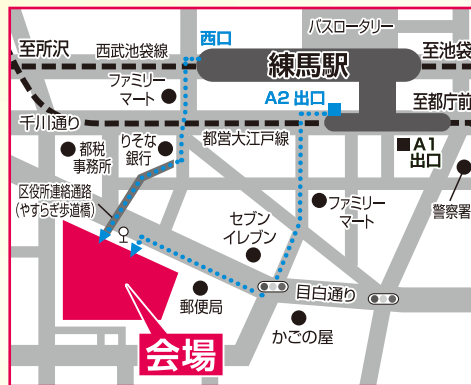 バスロータリー
至所沢
西武池袋線
西口
練馬駅
至池袋
ファミリー
マート
A2 出口
至都庁前
千川通り
都営大江戸線
都税
事務所
りそな
銀行
A1
出口
区役所連絡通路
(やすらぎ歩道橋)
セブン
イレブン
ファミリー
マート
警察署
郵便局
目白通り
かごの屋
会場